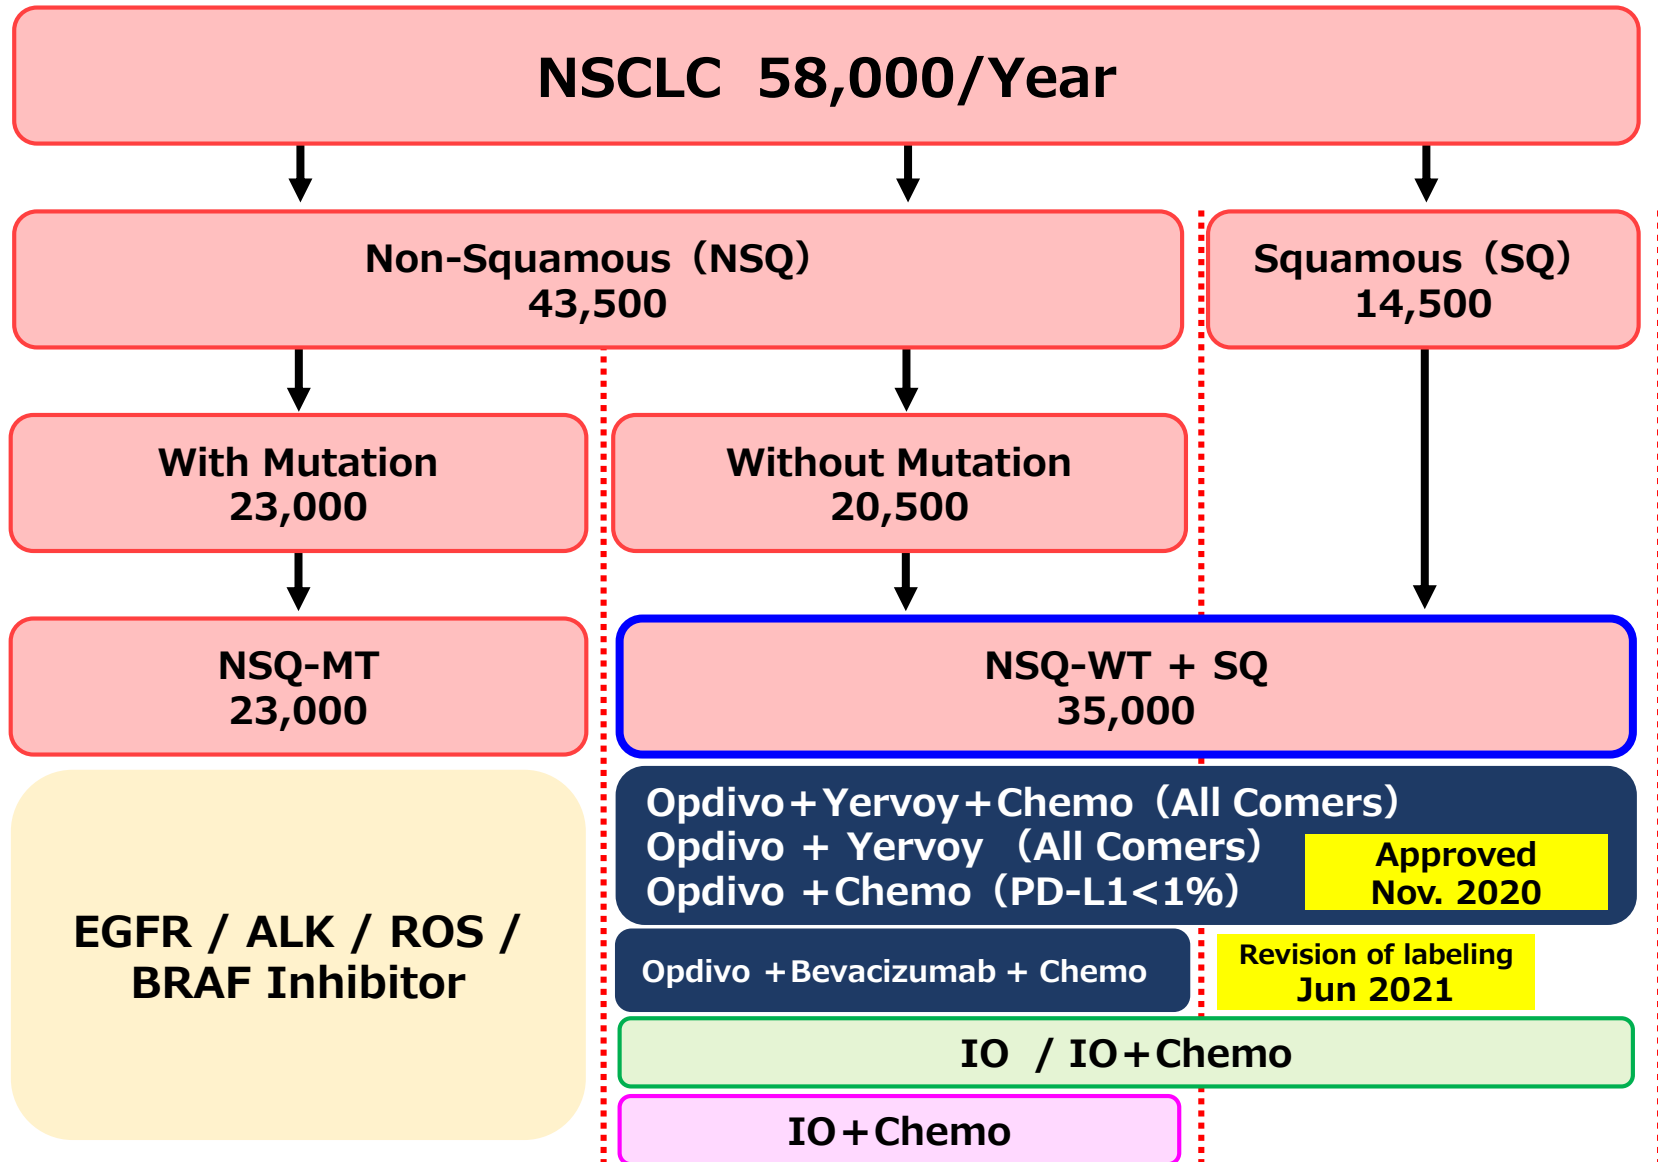 NSCLC 58,000/Year
Non-Squamous（NSQ）
43,500
Squamous（SQ）
14,500
With Mutation
23,000
Without Mutation
20,500
NSQ-MT
23,000
NSQ-WT + SQ
35,000
EGFR / ALK / ROS /
BRAF Inhibitor
Opdivo＋Yervoy＋Chemo（All Comers）
Opdivo + Yervoy （All Comers）
Opdivo ＋Chemo（PD-L1<1%）
Approved
Nov. 2020
Opdivo ＋Bevacizumab + Chemo
Revision of labeling
Jun 2021
IO / IO＋Chemo
IO＋Chemo